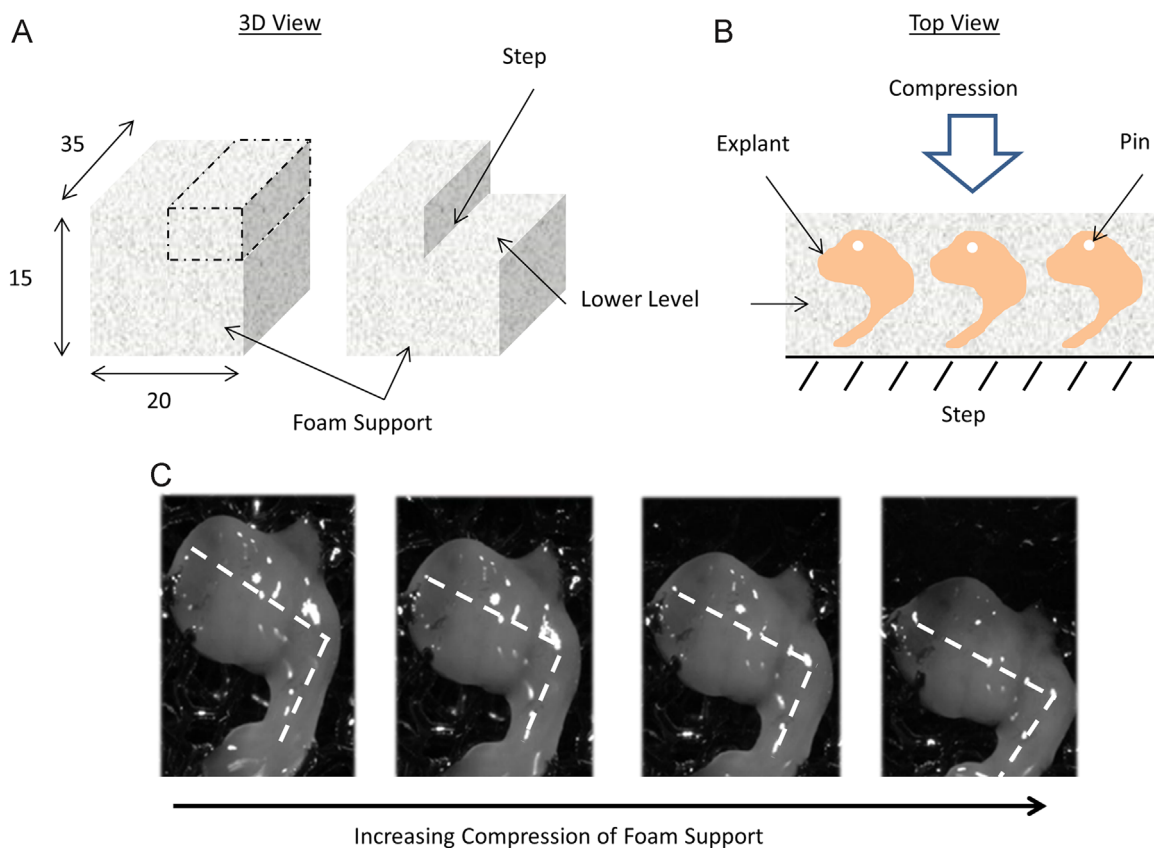 A
3D View
Step
35
15
20
Lower Level
Foam Support
B
Top View
Compression
Explant
Pin
Step
C
Increasing Compression of Foam Support